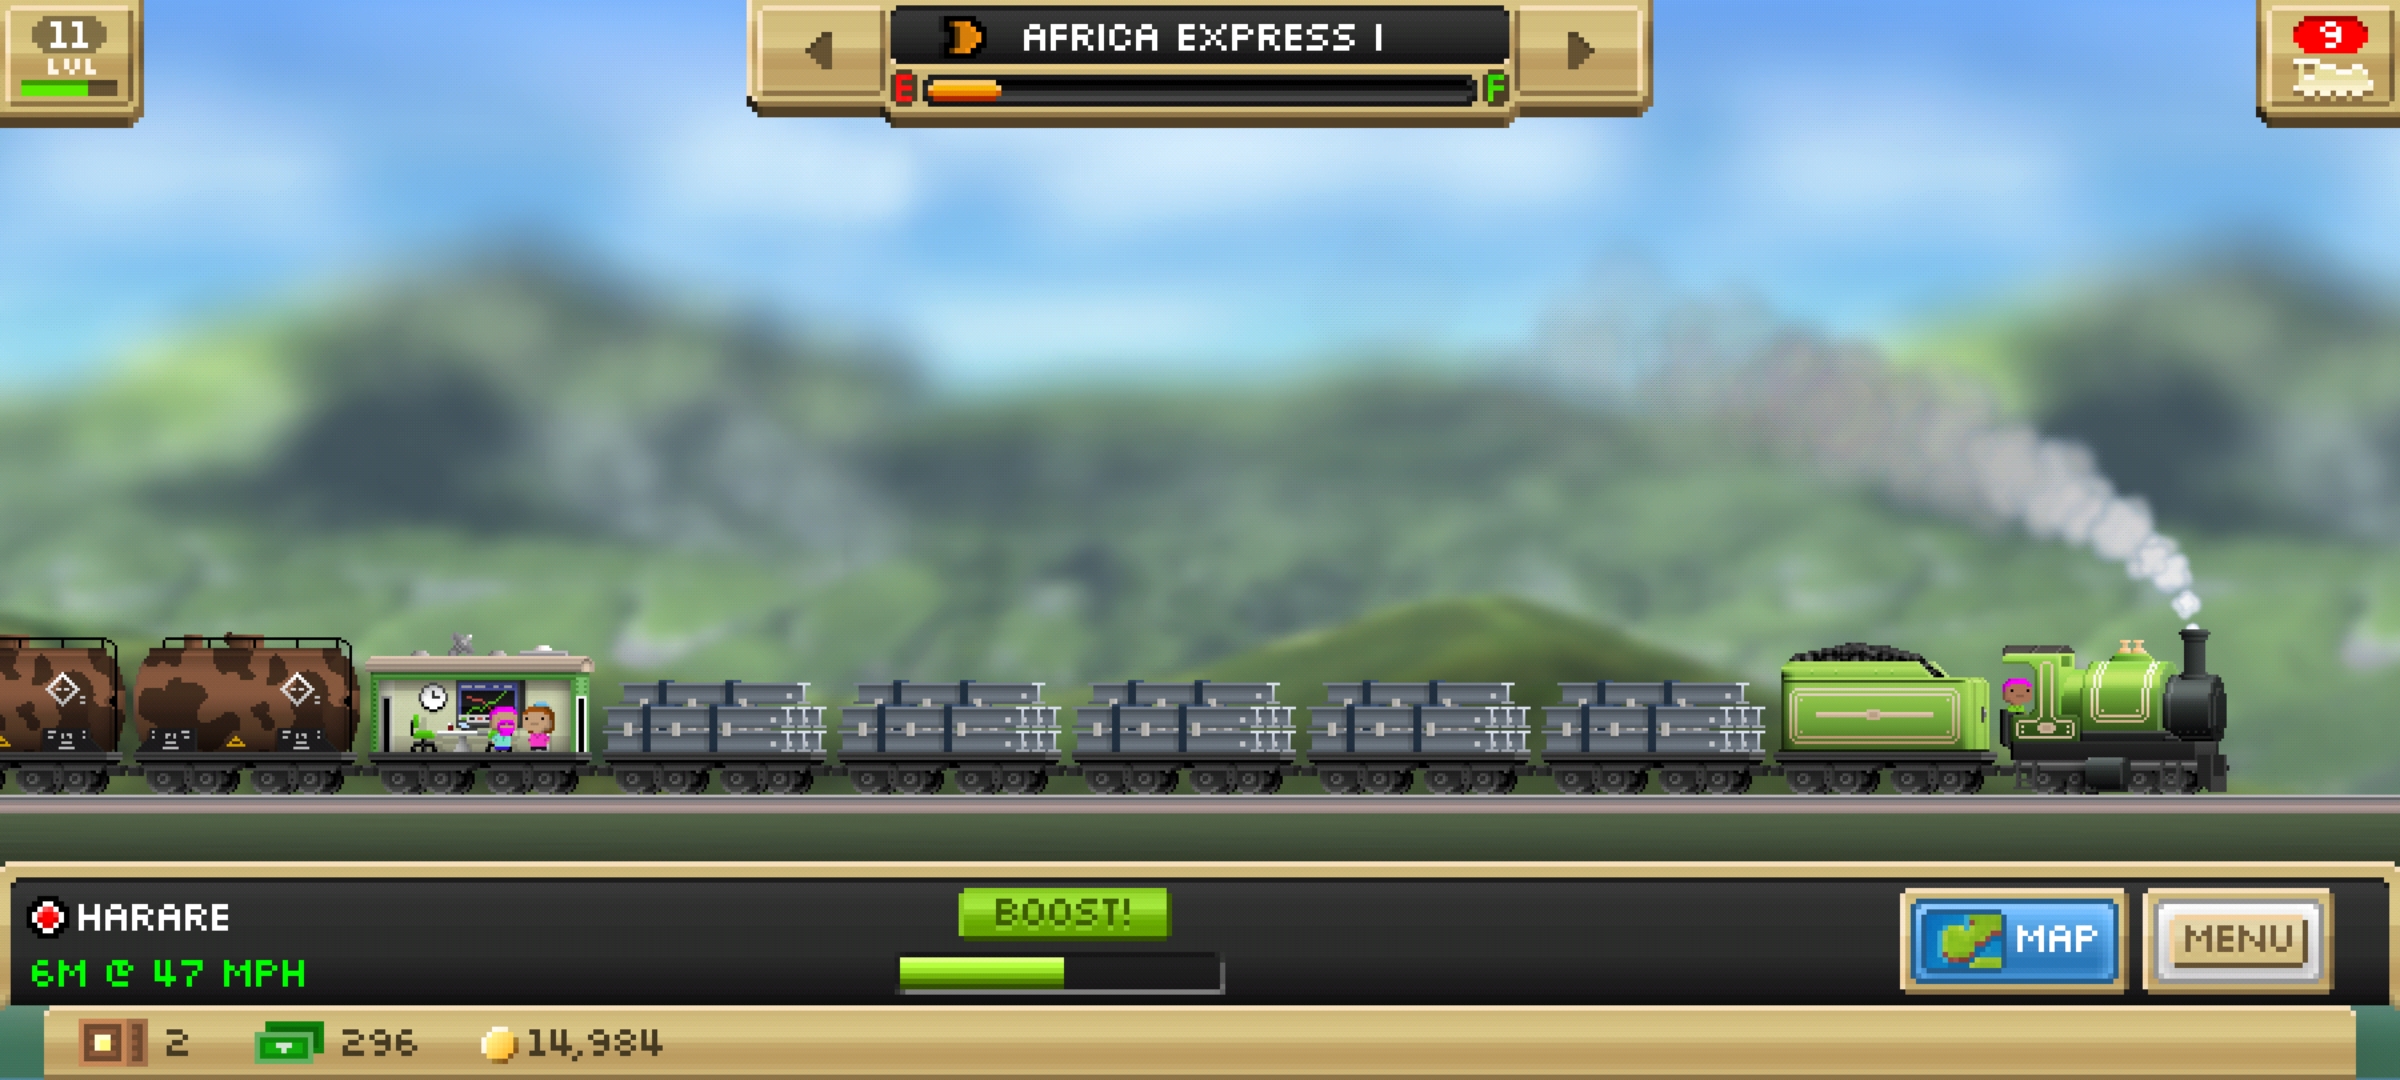 11
LVL
AFRICA EXPRESS I
E F
9
HARARE
6M @ 47 MPH
BOOST!
MAP
MENU
2 296 14,984